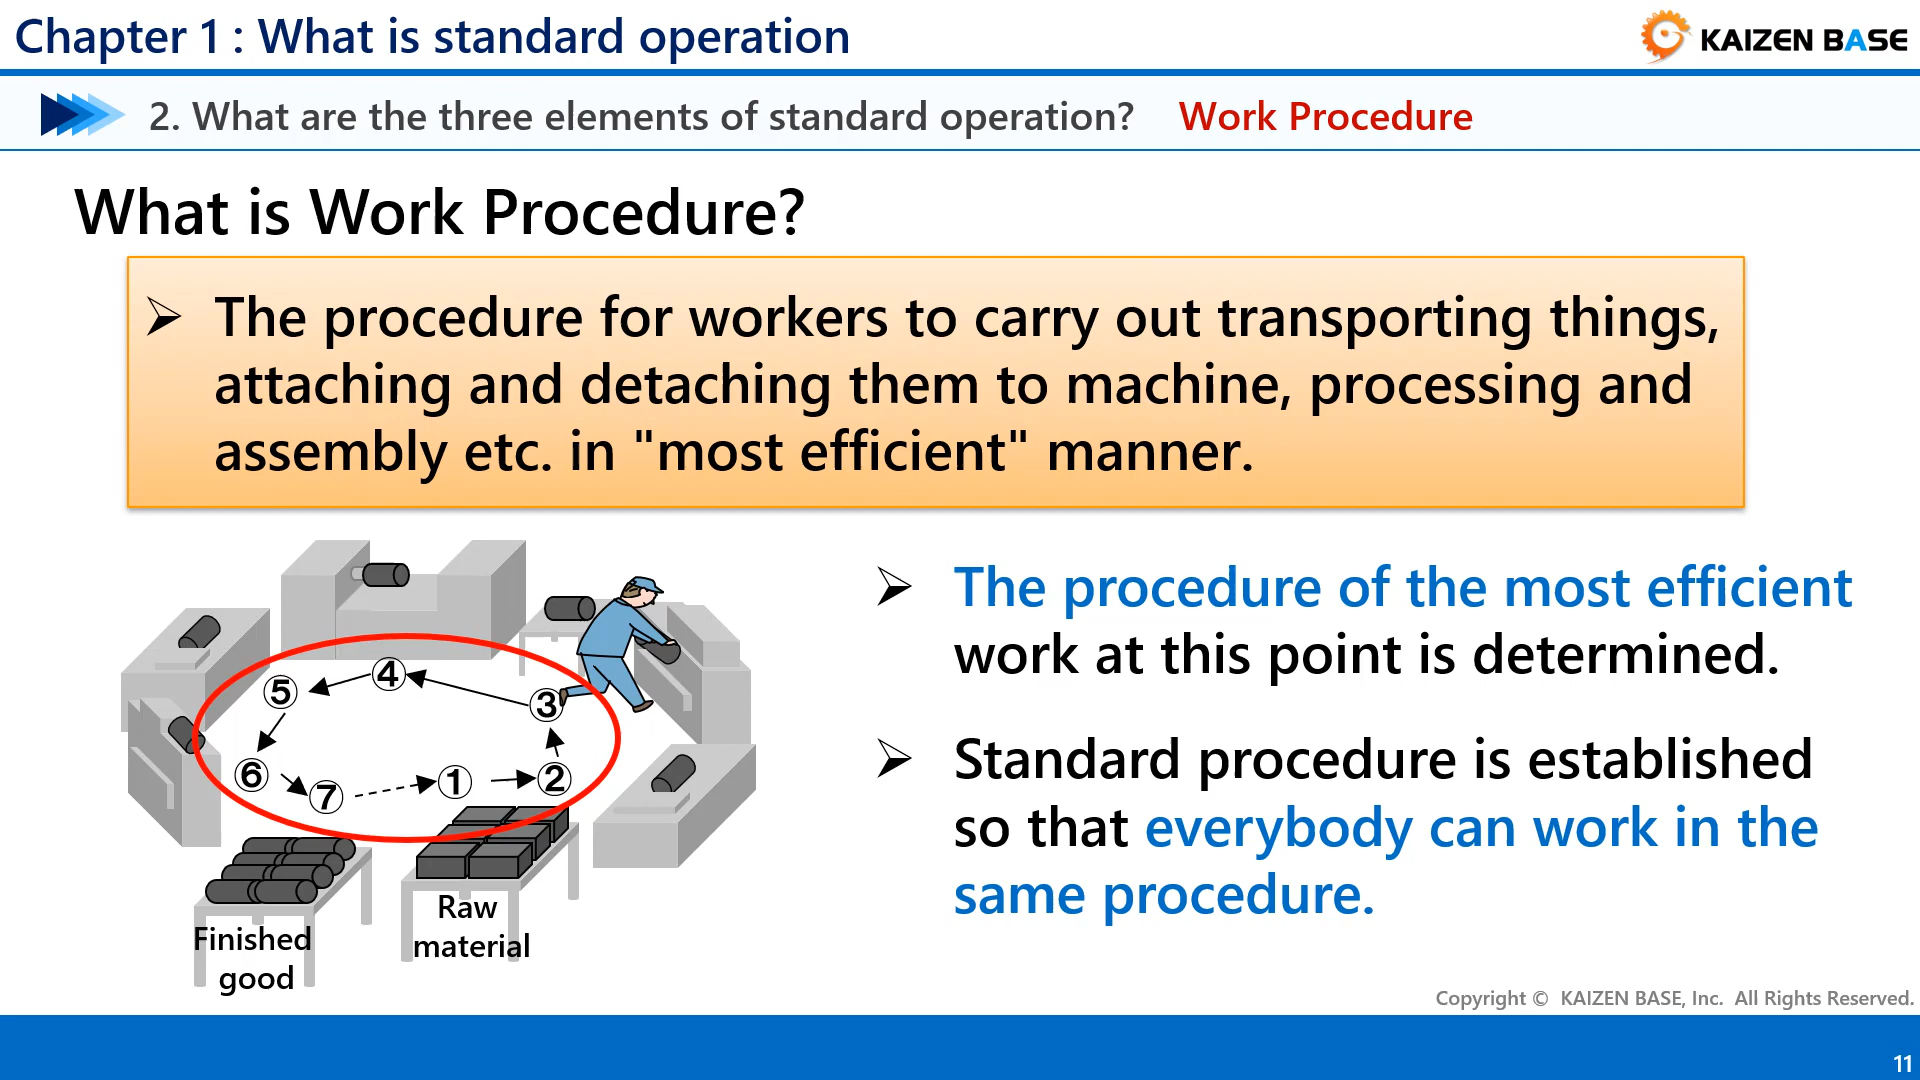 Chapter 1 : What is standard operation
KAIZEN BASE
2. What are the three elements of standard operation? Work Procedure
What is Work Procedure?
➢ The procedure for workers to carry out transporting things,
attaching and detaching them to machine, processing and
assembly etc. in "most efficient" manner.
④
⑤
③
⑥
⑦
①
②
Raw
material
Finished
good
➢ The procedure of the most efficient
work at this point is determined.
➢ Standard procedure is established
so that everybody can work in the
same procedure.
Copyright © KAIZEN BASE, Inc. All Rights Reserved.
11